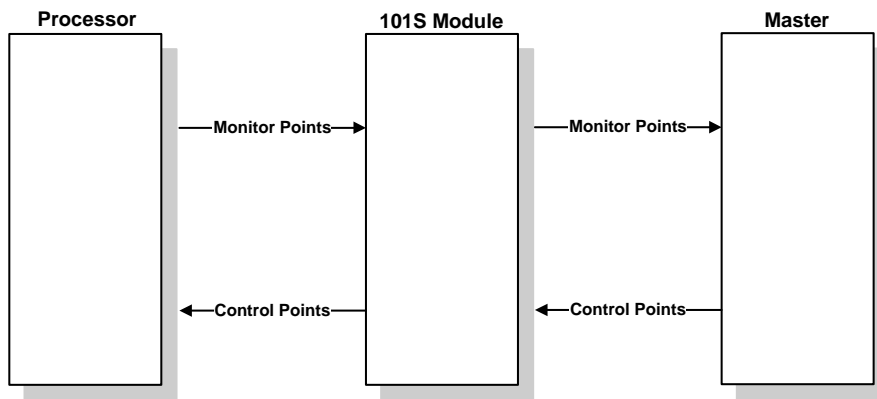 Processor
101S Module
Master
Monitor Points
Monitor Points
Control Points
Control Points